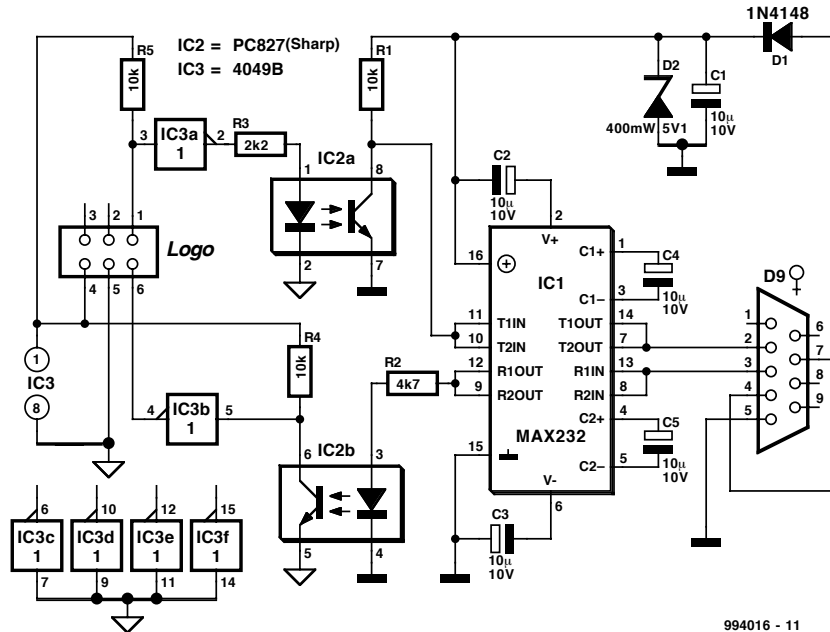 IC2 = PC827(Sharp)
IC3 = 4049B
R5
10k
R1
10k
1N4148
D1
D2
400mW
5V1
C1
10μ
10V
3
IC3a
1
2
R3
2k2
IC2a
1
8
2
7
C2
10μ
10V
2
V+
3
2
1
Logo
4
5
6
16
IC1
C1+
1
C4
10μ
10V
C1–
3
11
T1IN
T1OUT
14
10
T2IN
T2OUT
7
12
R1OUT
R1IN
13
9
R2OUT
R2IN
8
C2+
4
C5
10μ
10V
C2–
5
MAX232
15
V-
6
C3
10μ
10V
D9
1
2
3
4
5
6
7
8
9
1
IC3
8
R4
10k
R2
4k7
4
IC3b
1
5
IC2b
6
3
5
4
6
IC3c
1
7
10
IC3d
1
9
12
IC3e
1
11
15
IC3f
1
14
994016 - 11